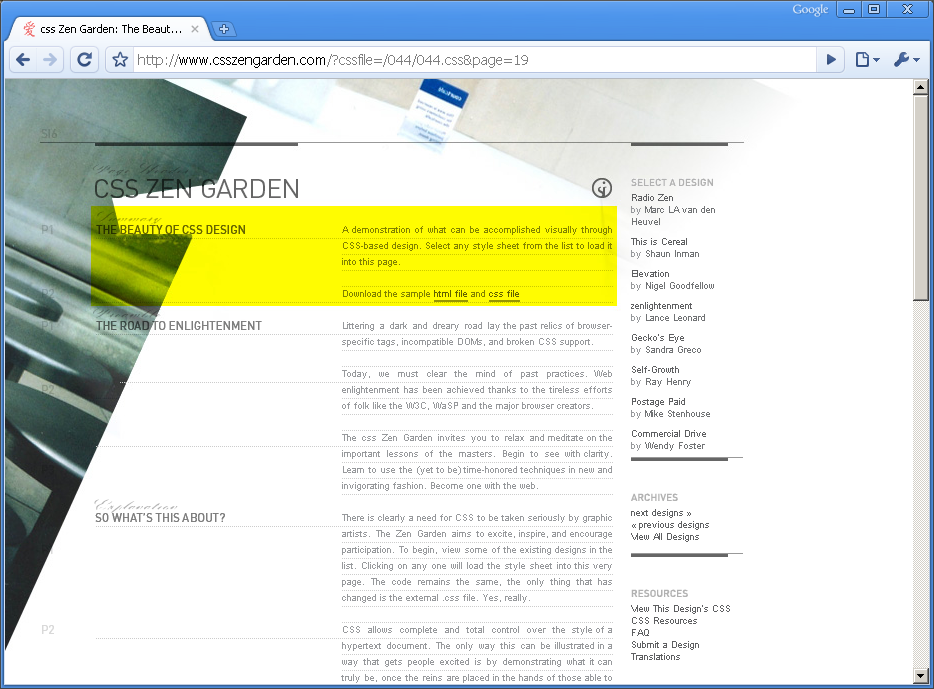 Google
css Zen Garden: The Beaut...
http://www.csszengarden.com/?cssfile=/044/044.css&page=19
S16
CSS ZEN GARDEN
Summary
P1
THE BEAUTY OF CSS DESIGN
A demonstration of what can be accomplished visually through
CSS-based design. Select any style sheet from the list to load it
into this page.
P2
Download the sample html file and css file
P1
THE ROAD TO ENLIGHTENMENT
Littering a dark and dreary road lay the past relics of browser-
specific tags, incompatible DOMs, and broken CSS support.
P2
Today, we must clear the mind of past practices. Web
enlightenment has been achieved thanks to the tireless efforts
of folk like the W3C, WaSP and the major browser creators.
The css Zen Garden invites you to relax and meditate on the
important lessons of the masters. Begin to see with clarity.
Learn to use the (yet to be) time-honored techniques in new and
invigorating fashion. Become one with the web.
Explanation
SO WHAT'S THIS ABOUT?
There is clearly a need for CSS to be taken seriously by graphic
artists. The Zen Garden aims to excite, inspire, and encourage
participation. To begin, view some of the existing designs in the
list. Clicking on any one will load the style sheet into this very
page. The code remains the same, the only thing that has
changed is the external .css file. Yes, really.
P2
CSS allows complete and total control over the style of a
hypertext document. The only way this can be illustrated in a
way that gets people excited is by demonstrating what it can
truly be, once the reins are placed in the hands of those able to
SELECT A DESIGN
Radio Zen
by Marc LA van den
Heuvel
This is Cereal
by Shaun Inman
Elevation
by Nigel Goodfellow
zenlightenment
by Lance Leonard
Gecko's Eye
by Sandra Greco
Self-Growth
by Ray Henry
Postage Paid
by Mike Stenhouse
Commercial Drive
by Wendy Foster
ARCHIVES
next designs »
« previous designs
View All Designs
RESOURCES
View This Design's CSS
CSS Resources
FAQ
Submit a Design
Translations